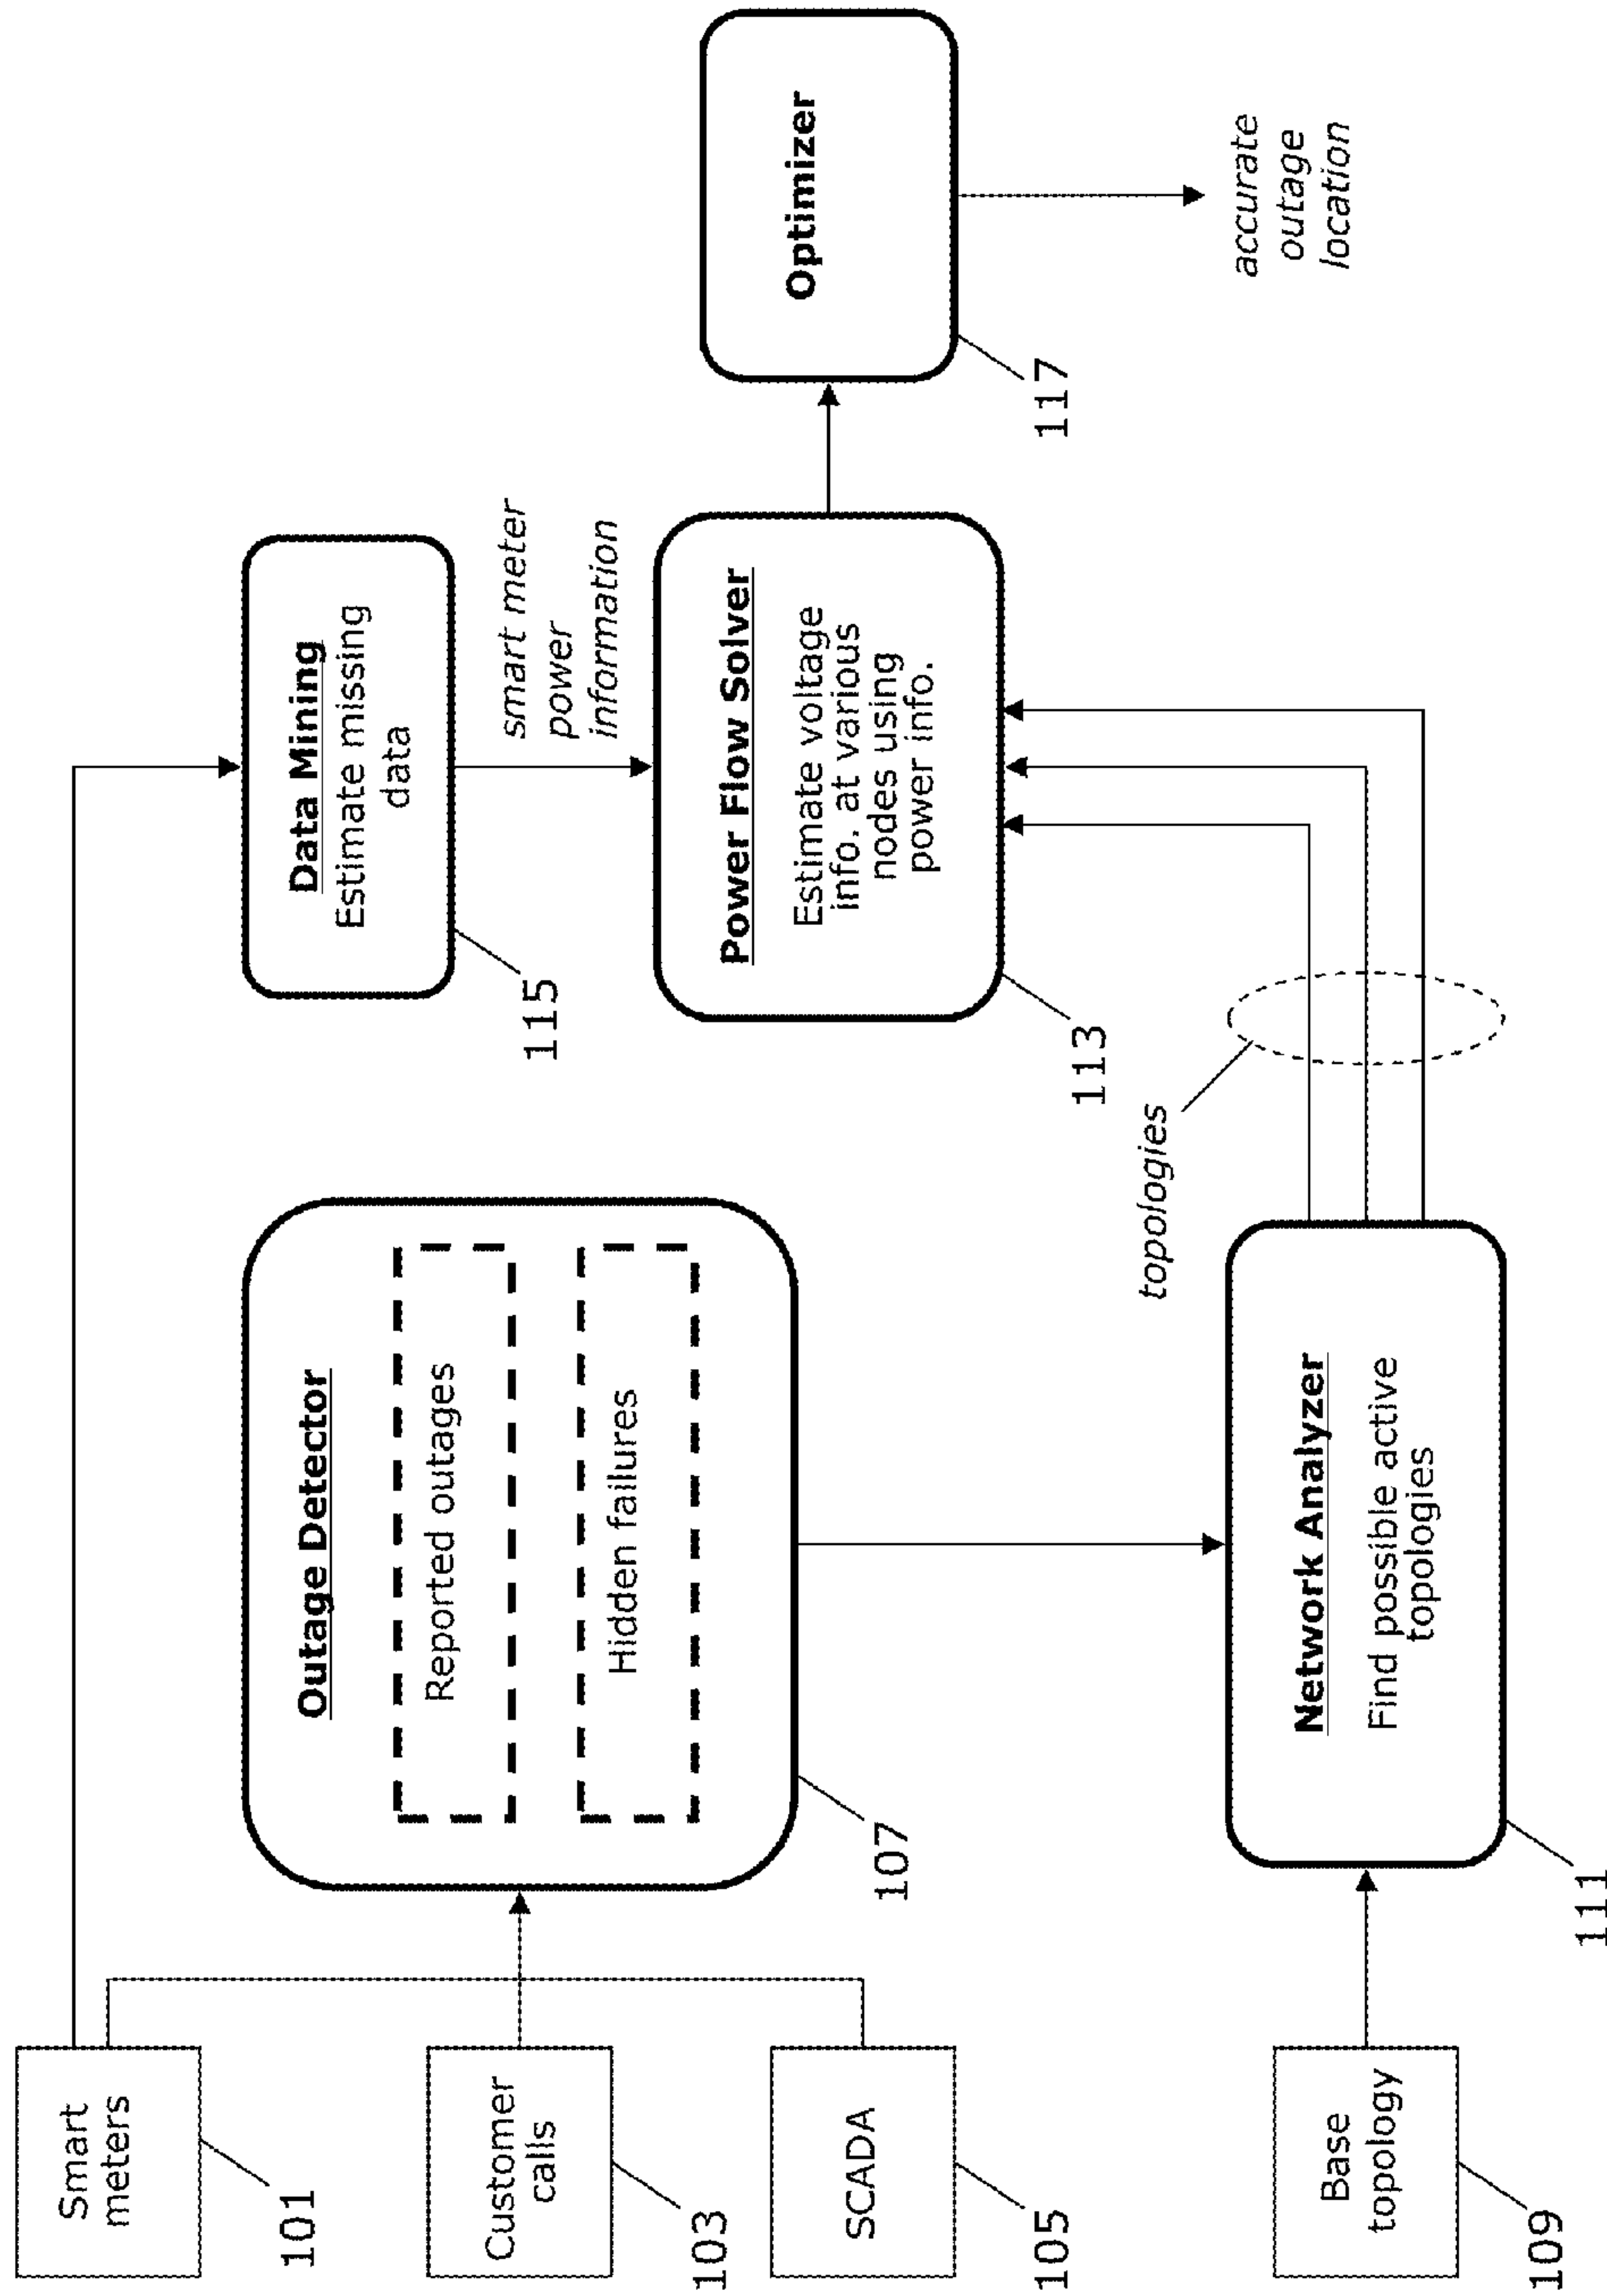 Smart
meters
101
Customer
calls
103
SCADA
105
Base
topology
109
Outage Detector
Reported outages
Hidden failures
107
Network Analyzer
Find possible active
topologies
111
topologies
Data Mining
Estimate missing
data
115
smart meter
power
information
Power Flow Solver
Estimate voltage
info. at various
nodes using
power info.
113
Optimizer
117
accurate
outage
location